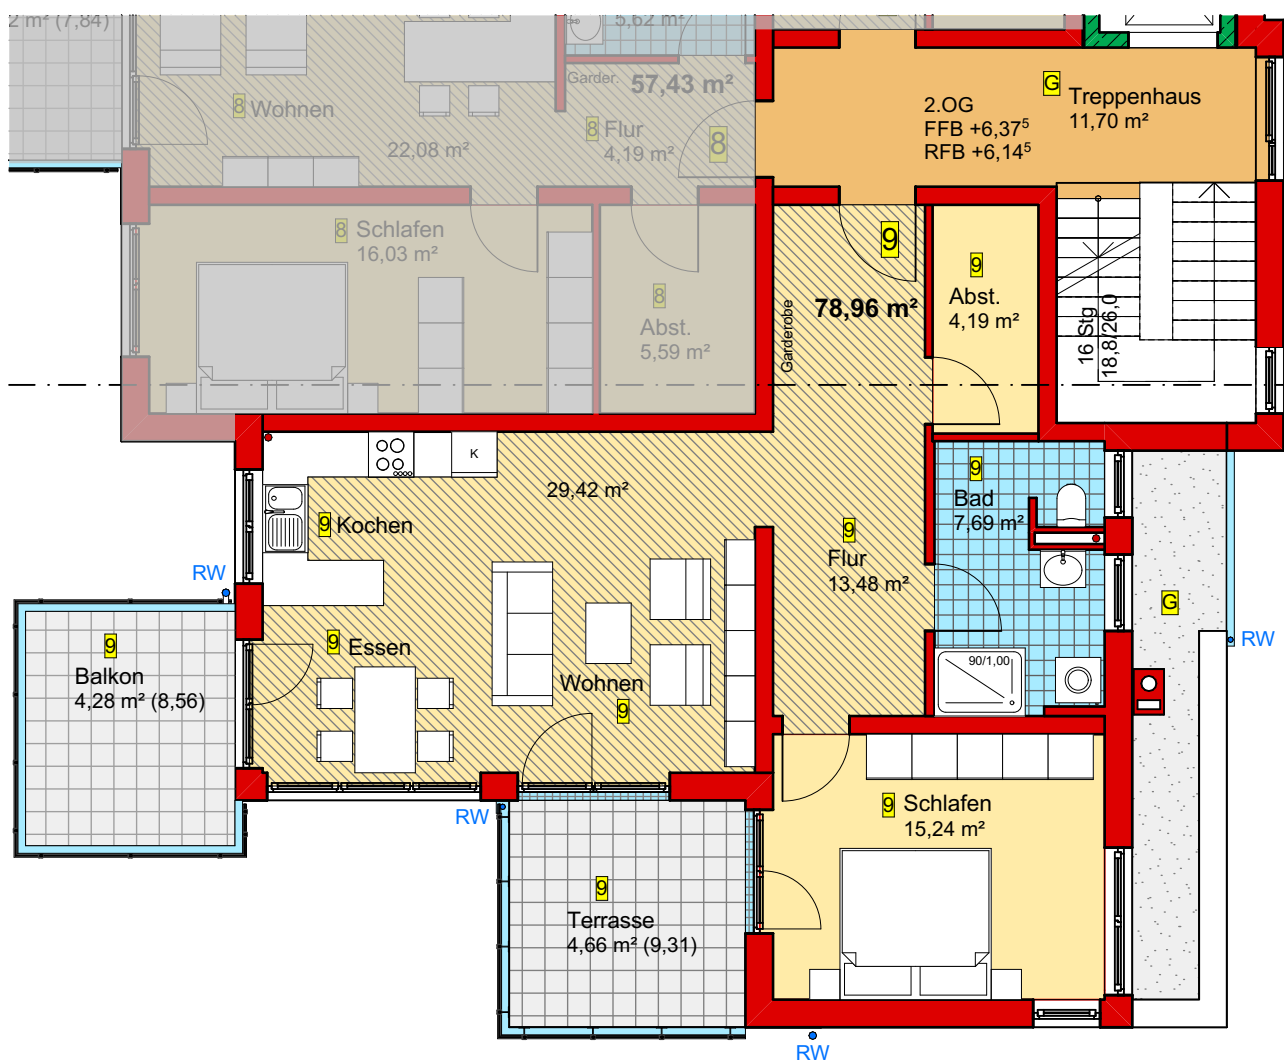 2 m² (7,84)
5,62 m²
Garder.
57,43 m²
8
Wohnen
22,08 m²
8
Flur
4,19 m²
8
G
Treppenhaus
11,70 m²
2.OG
FFB +6,37⁵
RFB +6,14⁵
8
Schlafen
16,03 m²
8
Abst.
5,59 m²
9
78,96 m²
Garderobe
9
Abst.
4,19 m²
16 Stg
18,8/26,0
K
29,42 m²
9
Kochen
9
Bad
7,69 m²
9
Flur
13,48 m²
RW
9
Balkon
4,28 m² (8,56)
9
Essen
Wohnen
9
90/1,00
G
RW
RW
9
Schlafen
15,24 m²
9
Terrasse
4,66 m² (9,31)
RW